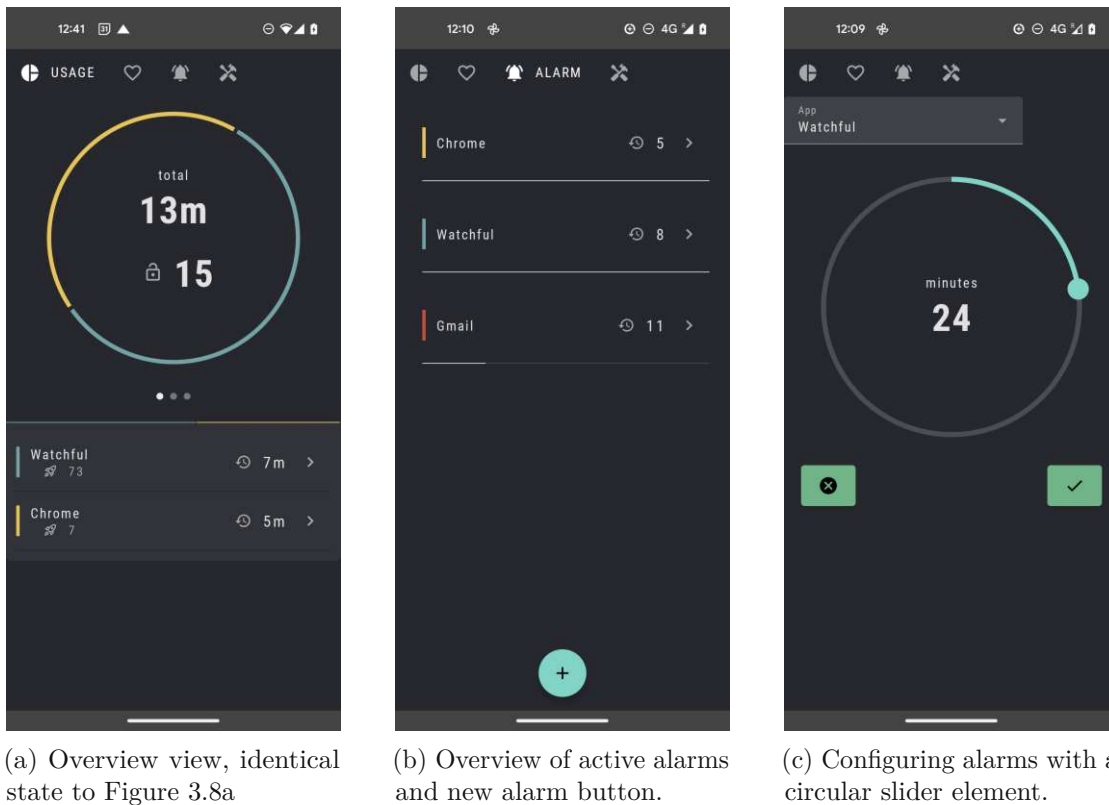 12:41 31
USAGE
total
13m
15
Watchful
73
7m
Chrome
7
5m
(a) Overview view, identical
state to Figure 3.8a
12:10 4G R
ALARM
Chrome 5
Watchful 8
Gmail 11
+
(b) Overview of active alarms
and new alarm button.
12:09 4G R
App
Watchful
minutes
24
(c) Configuring alarms with a
circular slider element.